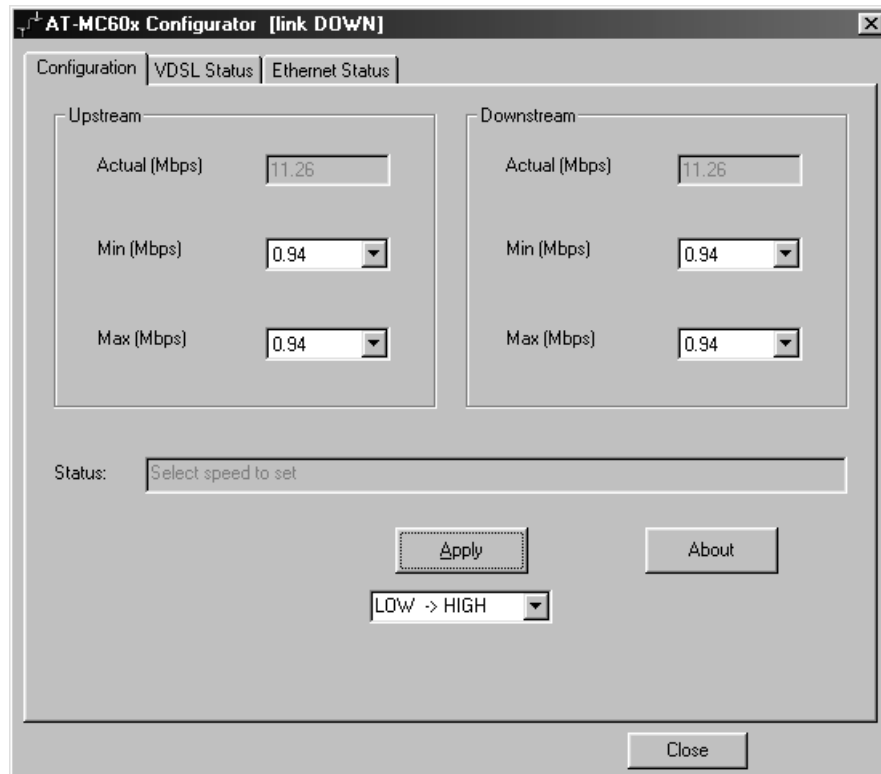 AT-MC60x Configurator [link DOWN]
Configuration VDSL Status Ethernet Status
Upstream
Actual (Mbps) 11.26
Min (Mbps) 0.94
Max (Mbps) 0.94
Downstream
Actual (Mbps) 11.26
Min (Mbps) 0.94
Max (Mbps) 0.94
Status: Select speed to set
Apply About
LOW -> HIGH
Close